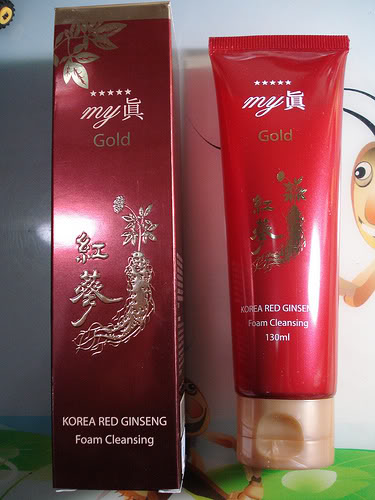 ★★★★★
my眞
Gold
紅
蔘
KOREA RED GINSENG
Foam Cleansing
★★★★★
my眞
Gold
紅
蔘
KOREA RED GINSENG
Foam Cleansing
130ml